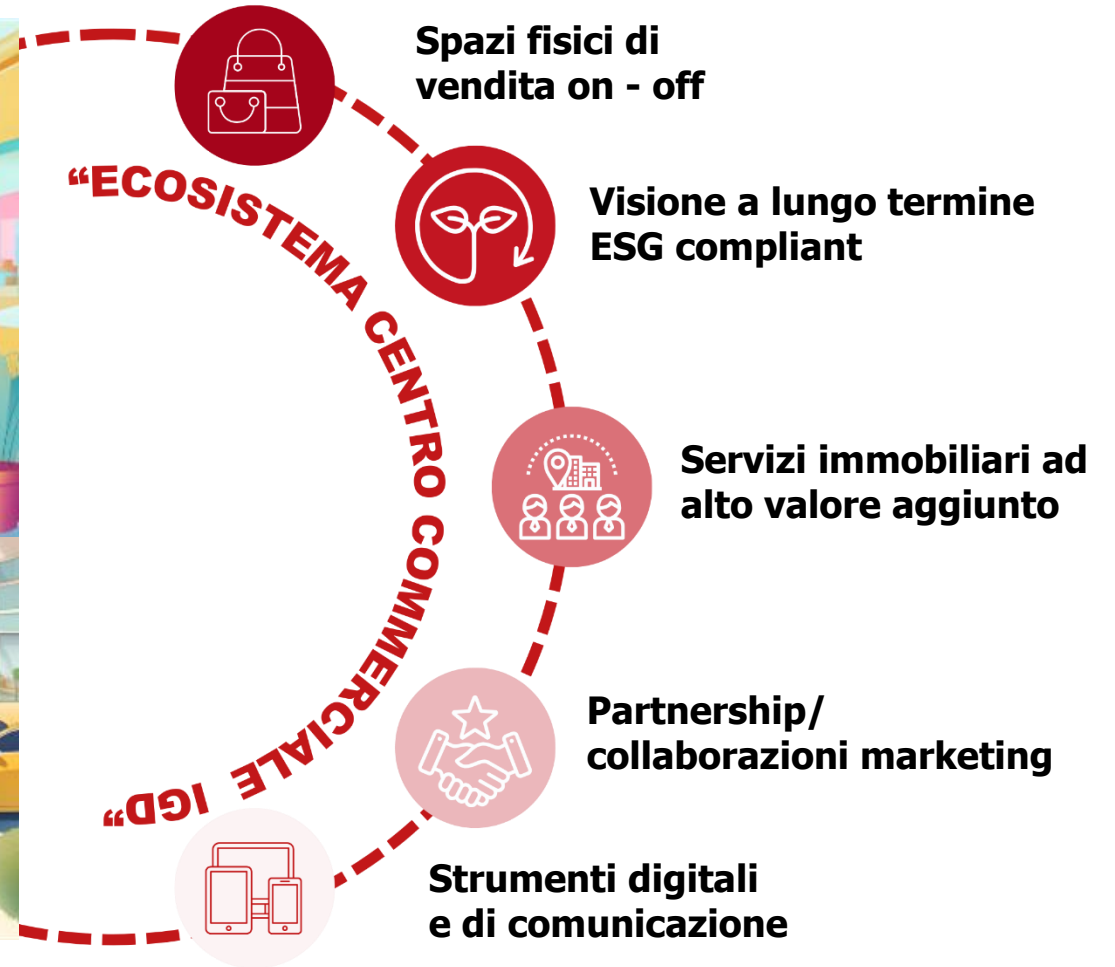 Spazi fisici di
vendita on - off
“ECOSISTEMA CENTRO COMMERCIALE IGD“
Visione a lungo termine
ESG compliant
Servizi immobiliari ad
alto valore aggiunto
Partnership/
collaborazioni marketing
Strumenti digitali
e di comunicazione